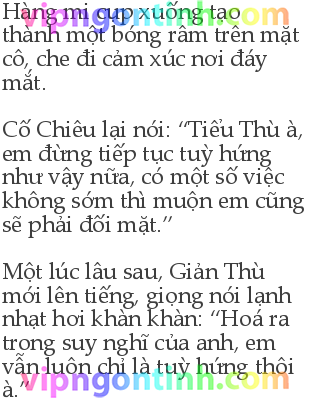 vipngontinh.com
Hàng mi cụp xuống tạo
thành một bóng râm trên mặt
cô, che đi cảm xúc nơi đáy
mắt.
Cố Chiêu lại nói: “Tiểu Thù à,
em đừng tiếp tục tuỳ hứng
như vậy nữa, có một số việc
không sớm thì muộn em cũng
sẽ phải đối mặt.”
Một lúc lâu sau, Giản Thù
mới lên tiếng, giọng nói lạnh
nhạt hơi khàn khàn: “Hoá ra
trong suy nghĩ của anh, em
vẫn luôn chỉ là tuỳ hứng thôi
à.”
vipngontinh.com